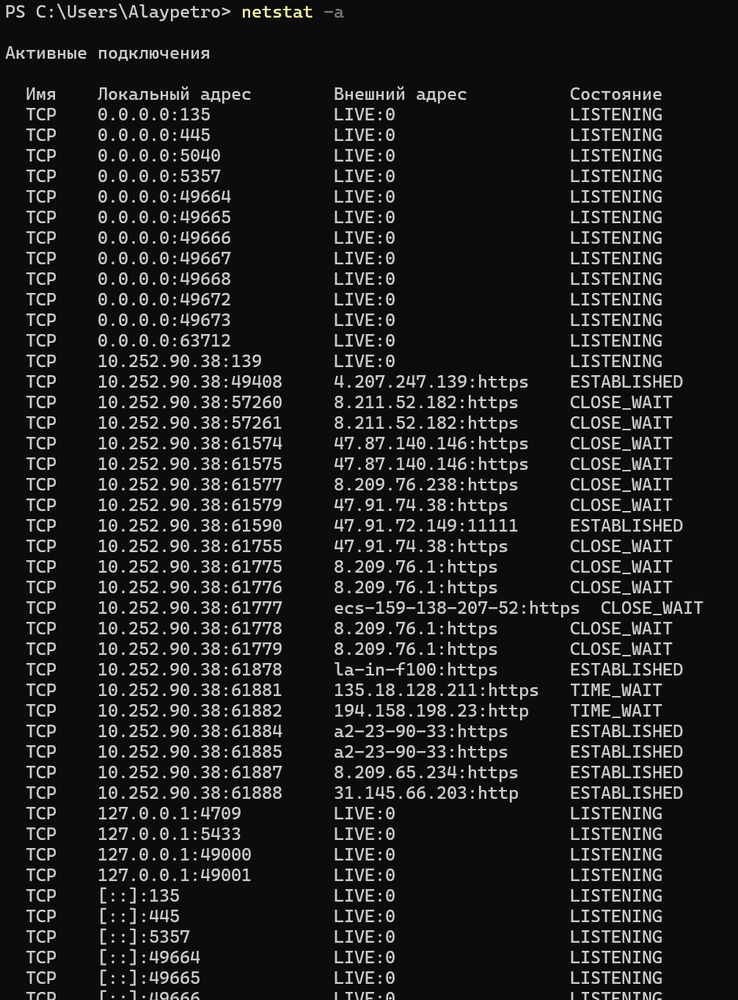 PS C:\Users\Alaypetro> netstat -a
Активные подключения
Имя Локальный адрес Внешний адрес Состояние
TCP 0.0.0.0:135 LIVE:0 LISTENING
TCP 0.0.0.0:445 LIVE:0 LISTENING
TCP 0.0.0.0:5040 LIVE:0 LISTENING
TCP 0.0.0.0:5357 LIVE:0 LISTENING
TCP 0.0.0.0:49664 LIVE:0 LISTENING
TCP 0.0.0.0:49665 LIVE:0 LISTENING
TCP 0.0.0.0:49666 LIVE:0 LISTENING
TCP 0.0.0.0:49667 LIVE:0 LISTENING
TCP 0.0.0.0:49668 LIVE:0 LISTENING
TCP 0.0.0.0:49672 LIVE:0 LISTENING
TCP 0.0.0.0:49673 LIVE:0 LISTENING
TCP 0.0.0.0:63712 LIVE:0 LISTENING
TCP 10.252.90.38:139 LIVE:0 LISTENING
TCP 10.252.90.38:49408 4.207.247.139:https ESTABLISHED
TCP 10.252.90.38:57260 8.211.52.182:https CLOSE_WAIT
TCP 10.252.90.38:57261 8.211.52.182:https CLOSE_WAIT
TCP 10.252.90.38:61574 47.87.140.146:https CLOSE_WAIT
TCP 10.252.90.38:61575 47.87.140.146:https CLOSE_WAIT
TCP 10.252.90.38:61577 8.209.76.238:https CLOSE_WAIT
TCP 10.252.90.38:61579 47.91.74.38:https CLOSE_WAIT
TCP 10.252.90.38:61590 47.91.72.149:11111 ESTABLISHED
TCP 10.252.90.38:61755 47.91.74.38:https CLOSE_WAIT
TCP 10.252.90.38:61775 8.209.76.1:https CLOSE_WAIT
TCP 10.252.90.38:61776 8.209.76.1:https CLOSE_WAIT
TCP 10.252.90.38:61777 ecs-159-138-207-52:https CLOSE_WAIT
TCP 10.252.90.38:61778 8.209.76.1:https CLOSE_WAIT
TCP 10.252.90.38:61779 8.209.76.1:https CLOSE_WAIT
TCP 10.252.90.38:61878 la-in-f100:https ESTABLISHED
TCP 10.252.90.38:61881 135.18.128.211:https TIME_WAIT
TCP 10.252.90.38:61882 194.158.198.23:http TIME_WAIT
TCP 10.252.90.38:61884 a2-23-90-33:https ESTABLISHED
TCP 10.252.90.38:61885 a2-23-90-33:https ESTABLISHED
TCP 10.252.90.38:61887 8.209.65.234:https ESTABLISHED
TCP 10.252.90.38:61888 31.145.66.203:http ESTABLISHED
TCP 127.0.0.1:4709 LIVE:0 LISTENING
TCP 127.0.0.1:5433 LIVE:0 LISTENING
TCP 127.0.0.1:49000 LIVE:0 LISTENING
TCP 127.0.0.1:49001 LIVE:0 LISTENING
TCP [::]:135 LIVE:0 LISTENING
TCP [::]:445 LIVE:0 LISTENING
TCP [::]:5357 LIVE:0 LISTENING
TCP [::]:49664 LIVE:0 LISTENING
TCP [::]:49665 LIVE:0 LISTENING
TCP [::]:49666 LIVE:0 LISTENING